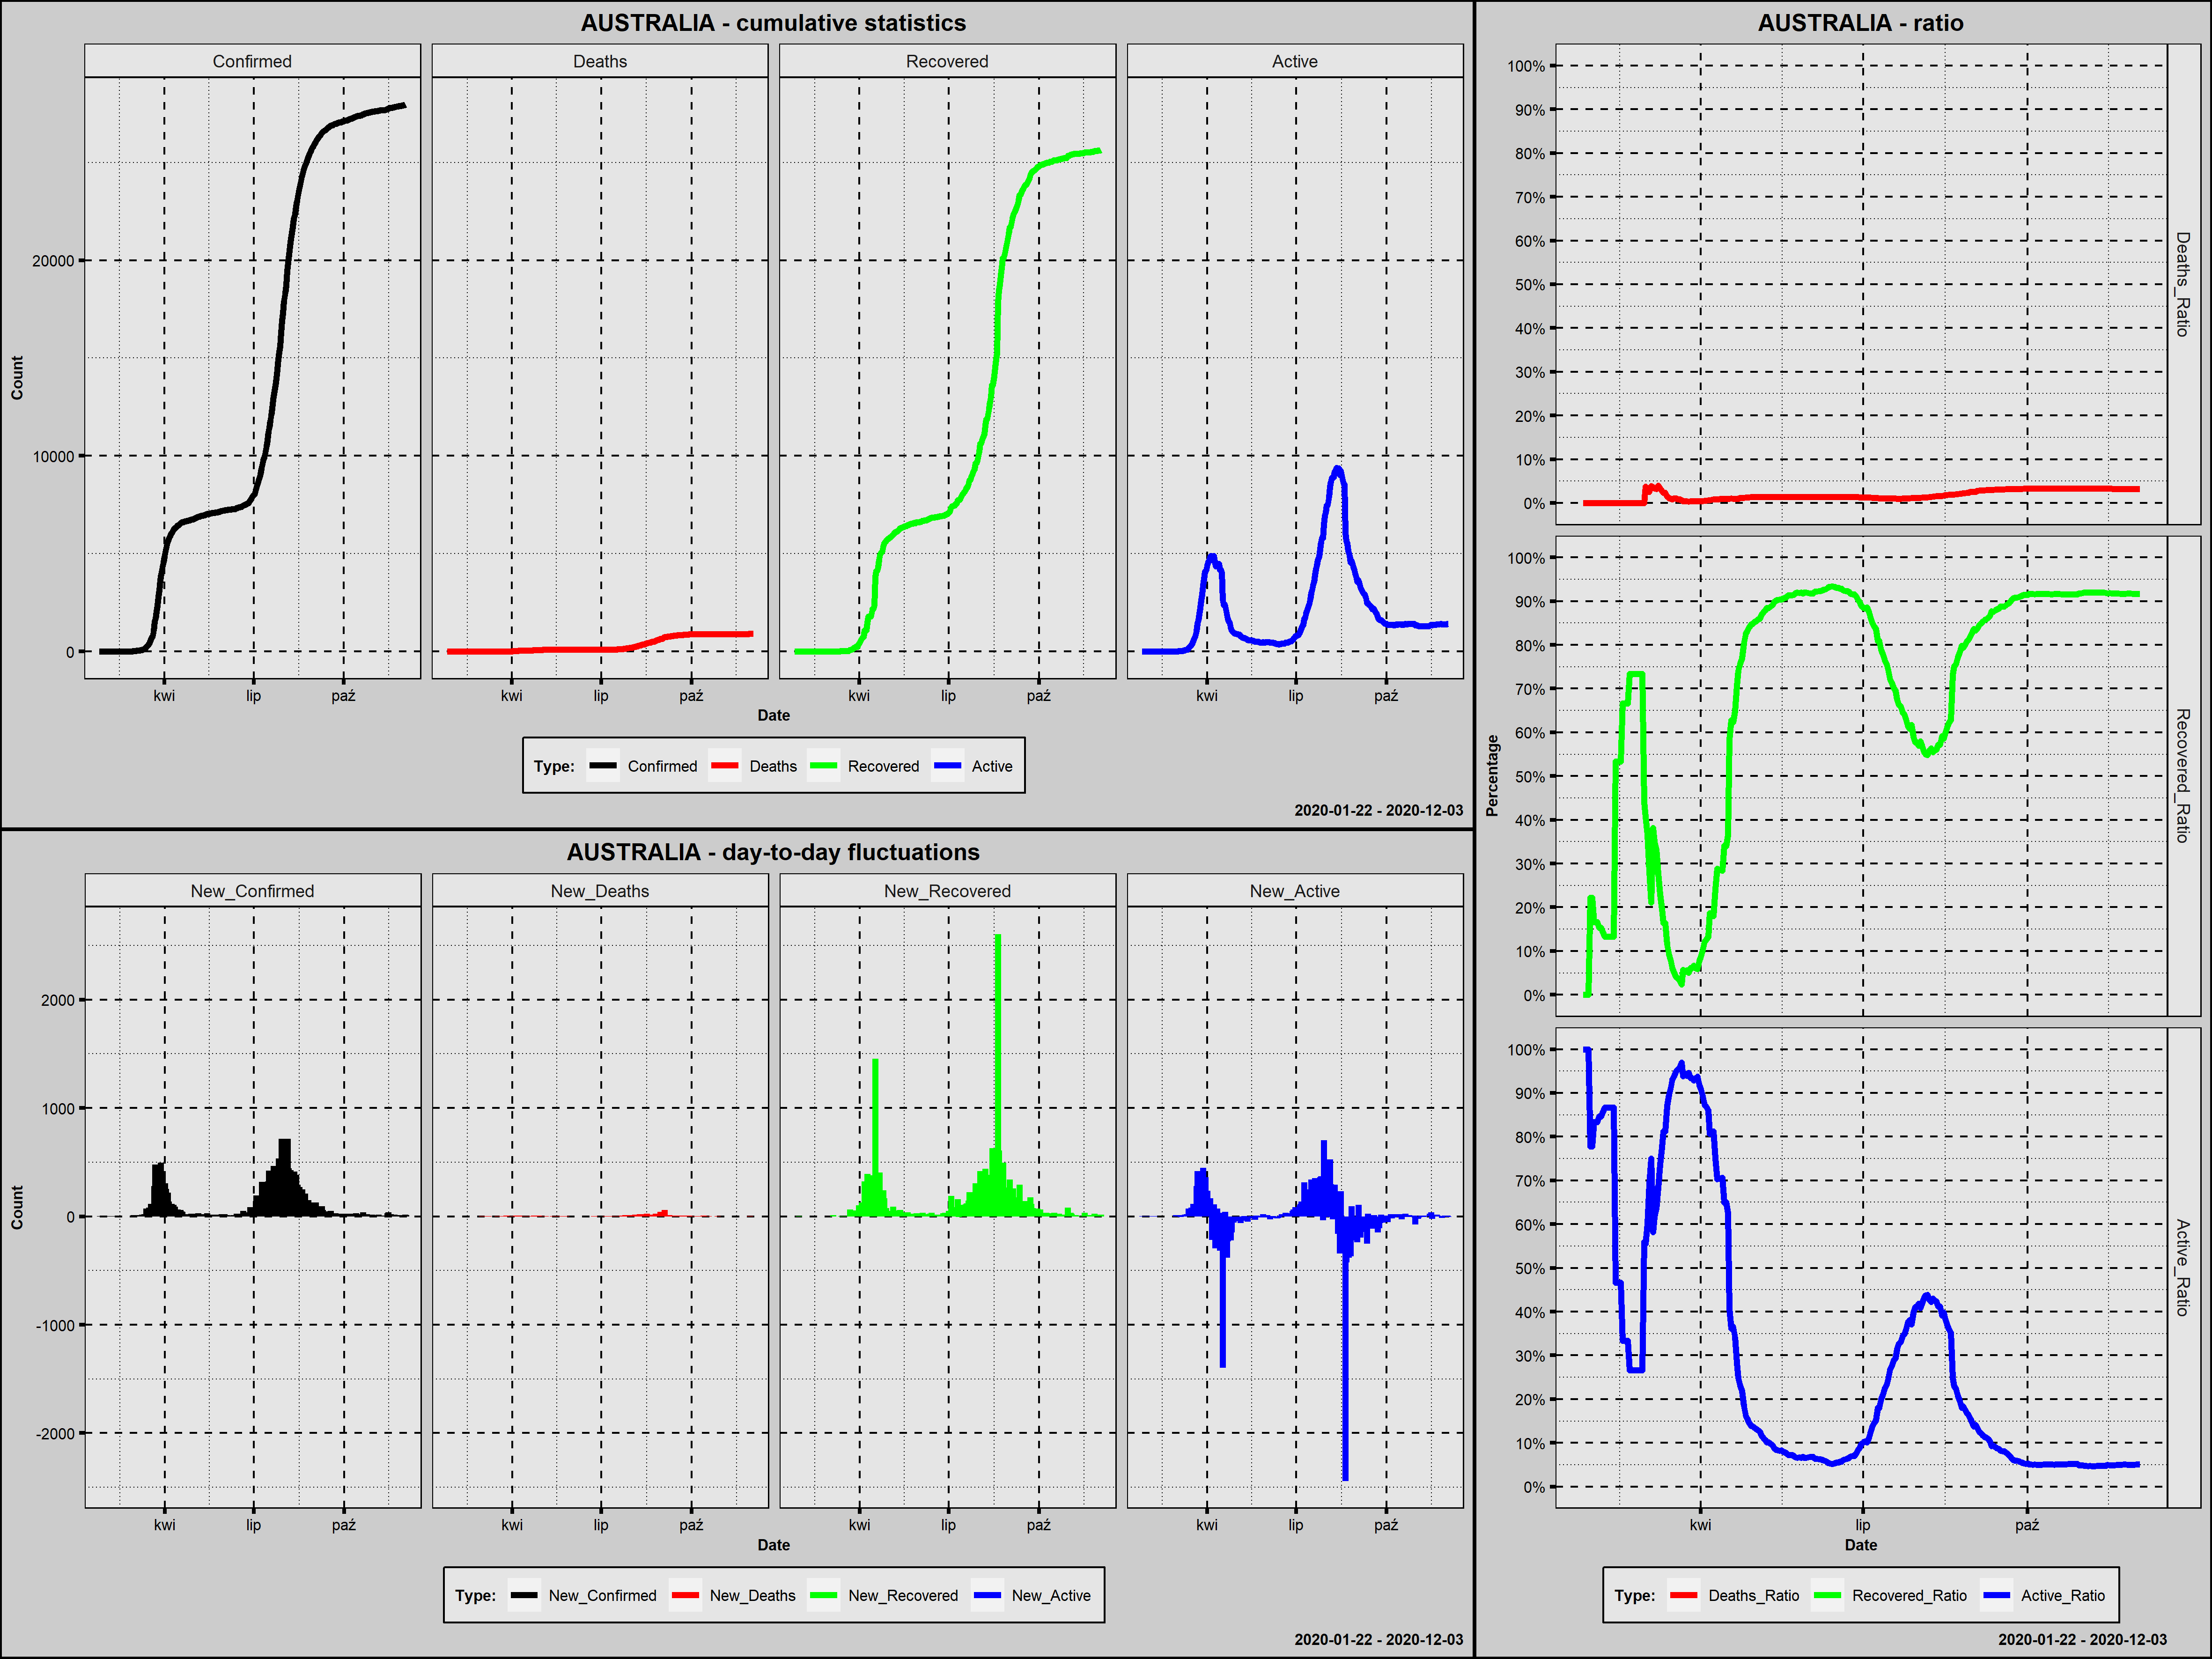 AUSTRALIA - cumulative statistics
Confirmed Deaths Recovered Active
Count
20000
10000
0
kwi lip paź kwi lip paź kwi lip paź kwi lip paź
Date
Type: Confirmed Deaths Recovered Active
2020-01-22 - 2020-12-03
AUSTRALIA - day-to-day fluctuations
New_Confirmed New_Deaths New_Recovered New_Active
Count
2000
1000
0
-1000
-2000
kwi lip paź kwi lip paź kwi lip paź kwi lip paź
Date
Type: New_Confirmed New_Deaths New_Recovered New_Active
2020-01-22 - 2020-12-03
AUSTRALIA - ratio
Percentage
100%
90%
80%
70%
60%
50%
40%
30%
20%
10%
0%
Deaths_Ratio
100%
90%
80%
70%
60%
50%
40%
30%
20%
10%
0%
Recovered_Ratio
100%
90%
80%
70%
60%
50%
40%
30%
20%
10%
0%
Active_Ratio
kwi lip paź
Date
Type: Deaths_Ratio Recovered_Ratio Active_Ratio
2020-01-22 - 2020-12-03